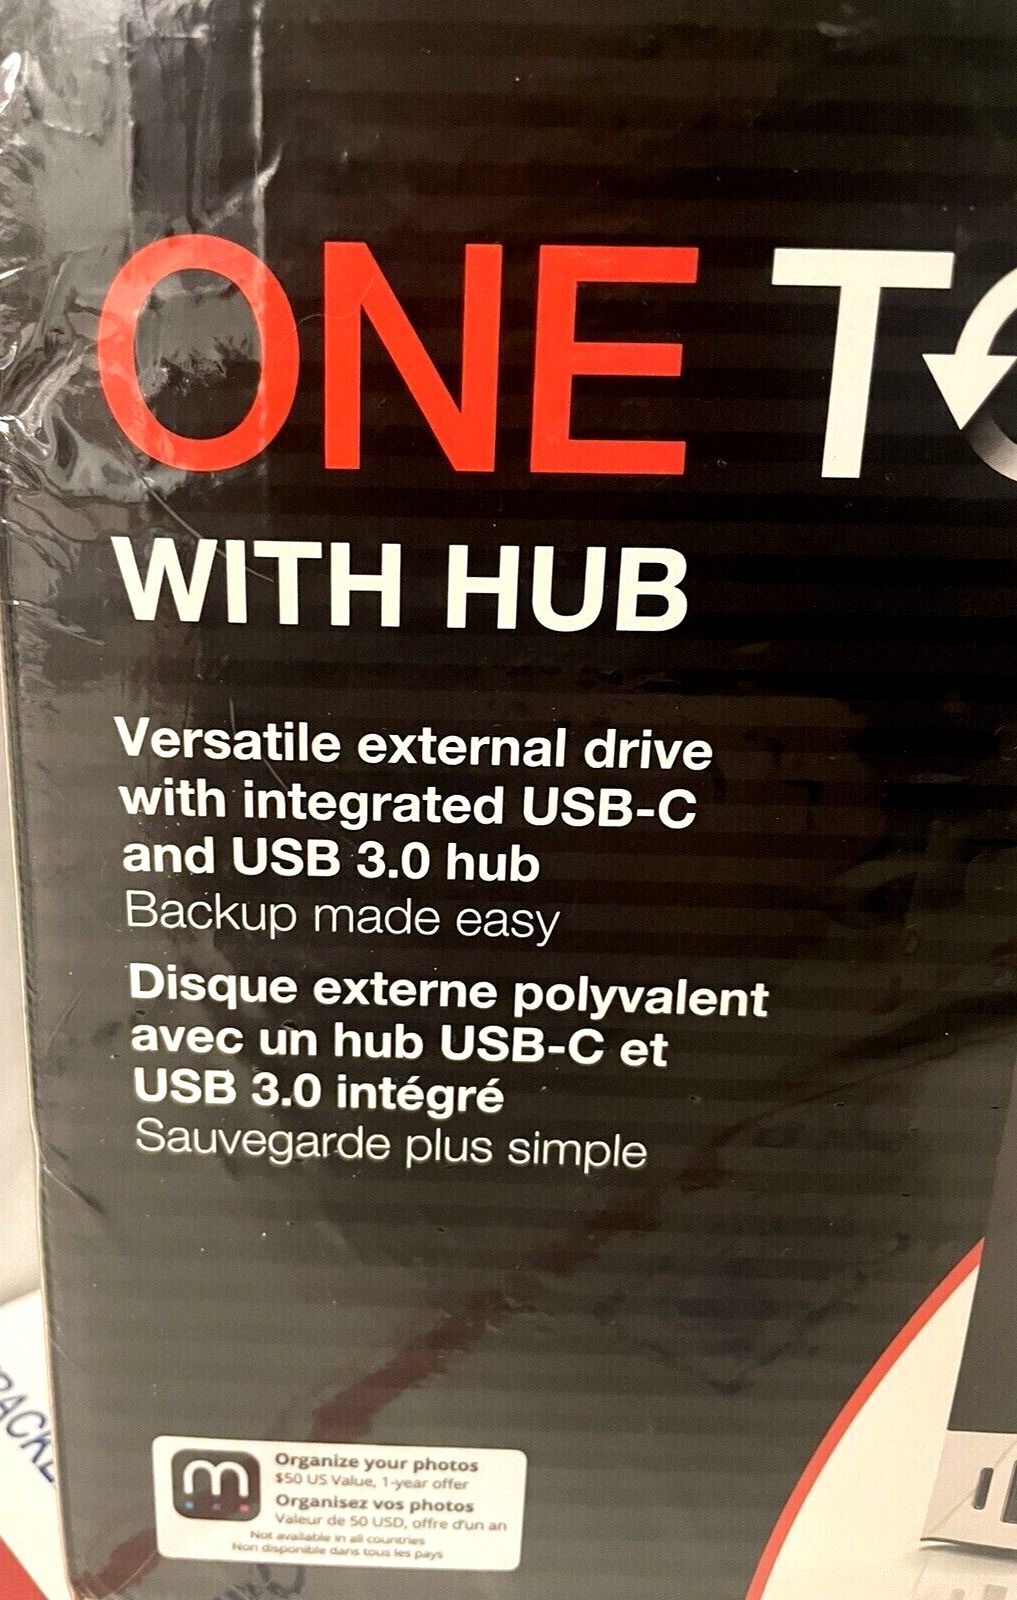 ONE TO
WITH HUB
Versatile external drive
with integrated USB-C
and USB 3.0 hub
Backup made easy
Disque externe polyvalent
avec un hub USB-C et
USB 3.0 intégré
Sauvegarde plus simple
m
Organize your photos
$50 US Value, 1-year offer
Organisez vos photos
Valeur de 50 USD, offre d'un an
Not available in all countries
Non disponible dans tous les pays